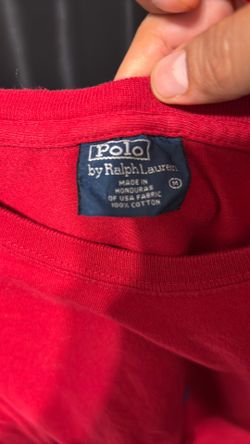 Polo
by Ralph Lauren
MADE IN
HONDURAS
OF USA FABRIC
100% COTTON
M